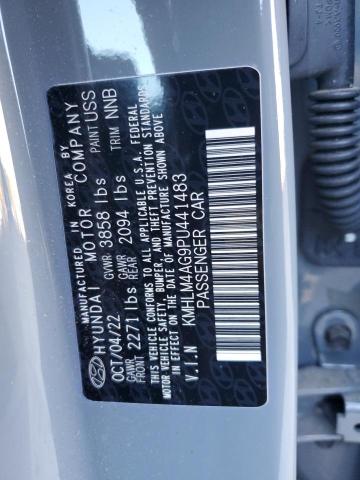 MANUFACTURED IN KOREA BY
HYUNDAI MOTOR COMPANY
OCT/04/22 GVWR 3858 lbs PAINT USS
GAWR FRONT 2271 lbs GAWR REAR 2094 lbs TRIM NNB
THIS VEHICLE CONFORMS TO ALL APPLICABLE U.S.A. FEDERAL
MOTOR VEHICLE SAFETY, BUMPER, AND THEFT PREVENTION STANDARDS
IN EFFECT ON THE DATE OF MANUFACTURE SHOWN ABOVE
KMHLM4AG9PU441483
V.I.N PASSENGER CAR